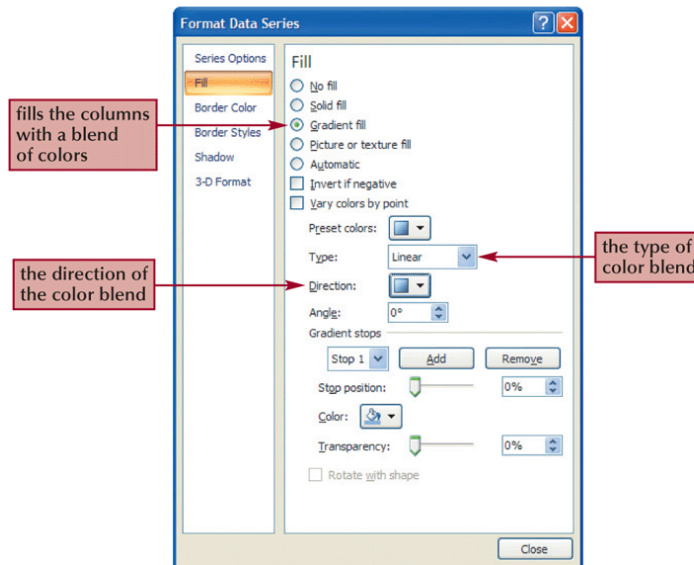 Format Data Series
Series Options
Fill
Border Color
Border Styles
Shadow
3-D Format
Fill
No fill
Solid fill
Gradient fill
Picture or texture fill
Automatic
Invert if negative
Vary colors by point
Preset colors:
Type: Linear
Direction:
Angle: 0°
Gradient stops
Stop 1 Add Remove
Stop position: 0%
Color:
Transparency: 0%
Rotate with shape
Close
fills the columns
with a blend
of colors
the direction of
the color blend
the type of
color blend